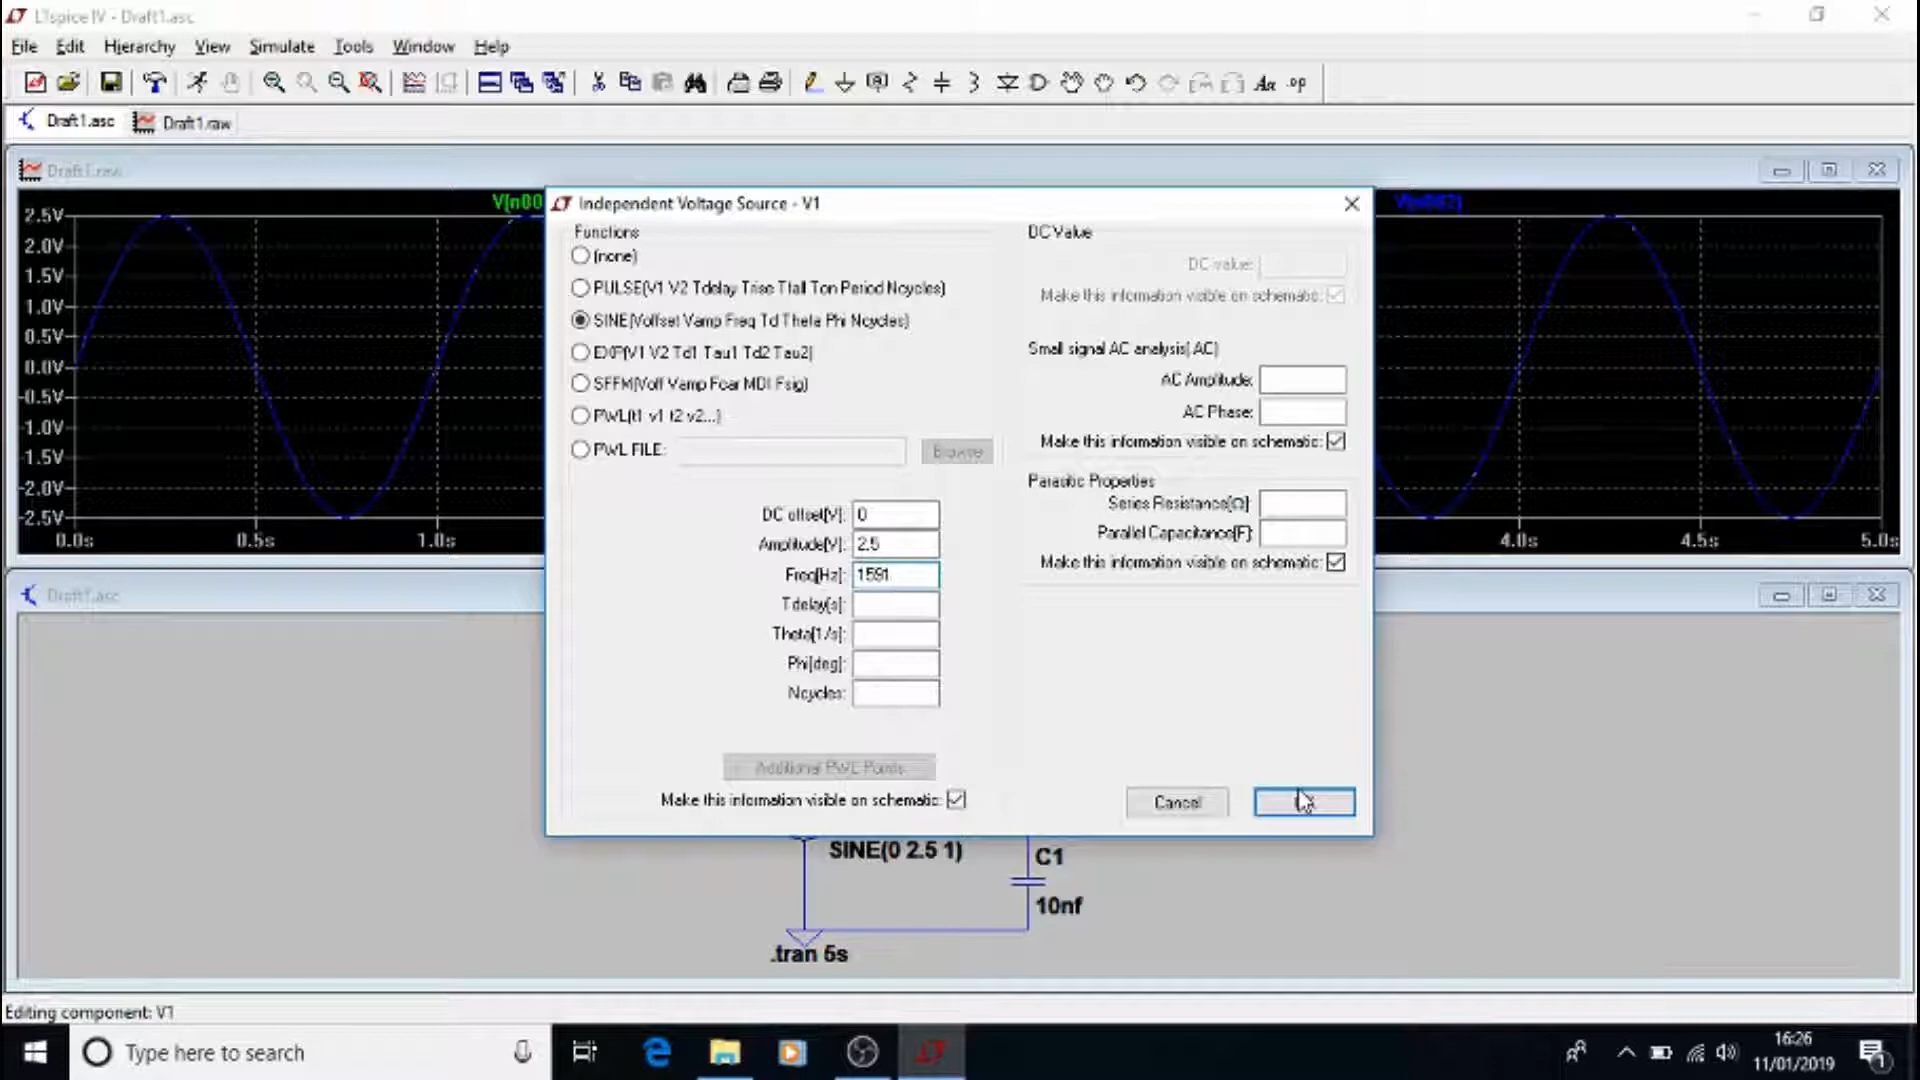 LTspice IV - Draft1.asc
File Edit Hierarchy View Simulate Tools Window Help
Aa .op
Draft1.asc Draft1.raw
Draft1.raw
V(n00 V(n002)
2.5V
2.0V
1.5V
1.0V
0.5V
0.0V
-0.5V
-1.0V
-1.5V
-2.0V
-2.5V
0.0s 0.5s 1.0s 4.0s 4.5s 5.0s
Independent Voltage Source - V1
Functions
(none)
PULSE(V1 V2 Tdelay Trise Tfall Ton Period Ncycles)
SINE(Voffset Vamp Freq Td Theta Phi Ncycles)
EXP(V1 V2 Td1 Tau1 Td2 Tau2)
SFFM(Voff Vamp Fcar MDI Fsig)
PWL(t1 v1 t2 v2...)
PWL FILE: Browse
DC offset[V]: 0
Amplitude[V]: 2.5
Freq[Hz]: 1591
Tdelay[s]:
Theta[1/s]:
Phi[deg]:
Ncycles:
Additional PWL Points
Make this information visible on schematic:
DC Value
DC value:
Make this information visible on schematic:
Small signal AC analysis(.AC)
AC Amplitude:
AC Phase:
Make this information visible on schematic:
Parasitic Properties
Series Resistance[Ω]:
Parallel Capacitance[F]:
Make this information visible on schematic:
Cancel
Draft1.asc
SINE(0 2.5 1)
C1
10nf
.tran 5s
Editing component: V1
Type here to search
16:26
11/01/2019
1